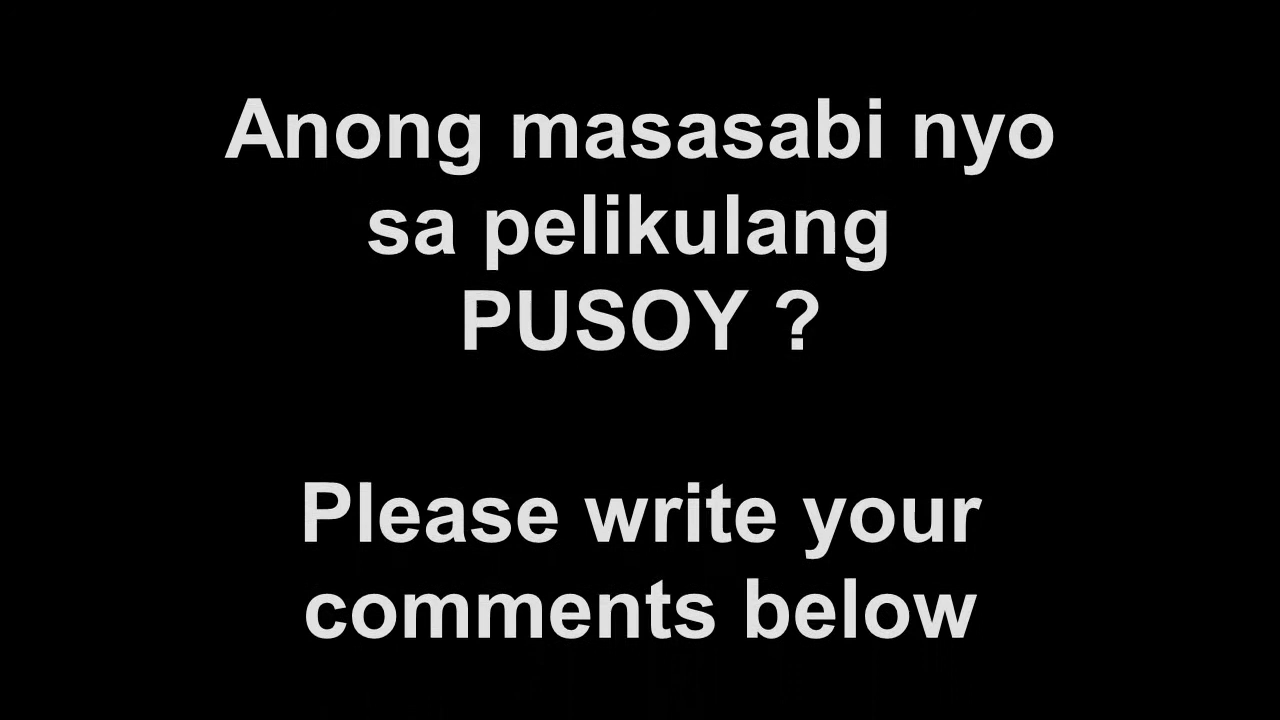 Anong masasabi nyo
sa pelikulang
PUSOY ?
Please write your
comments below